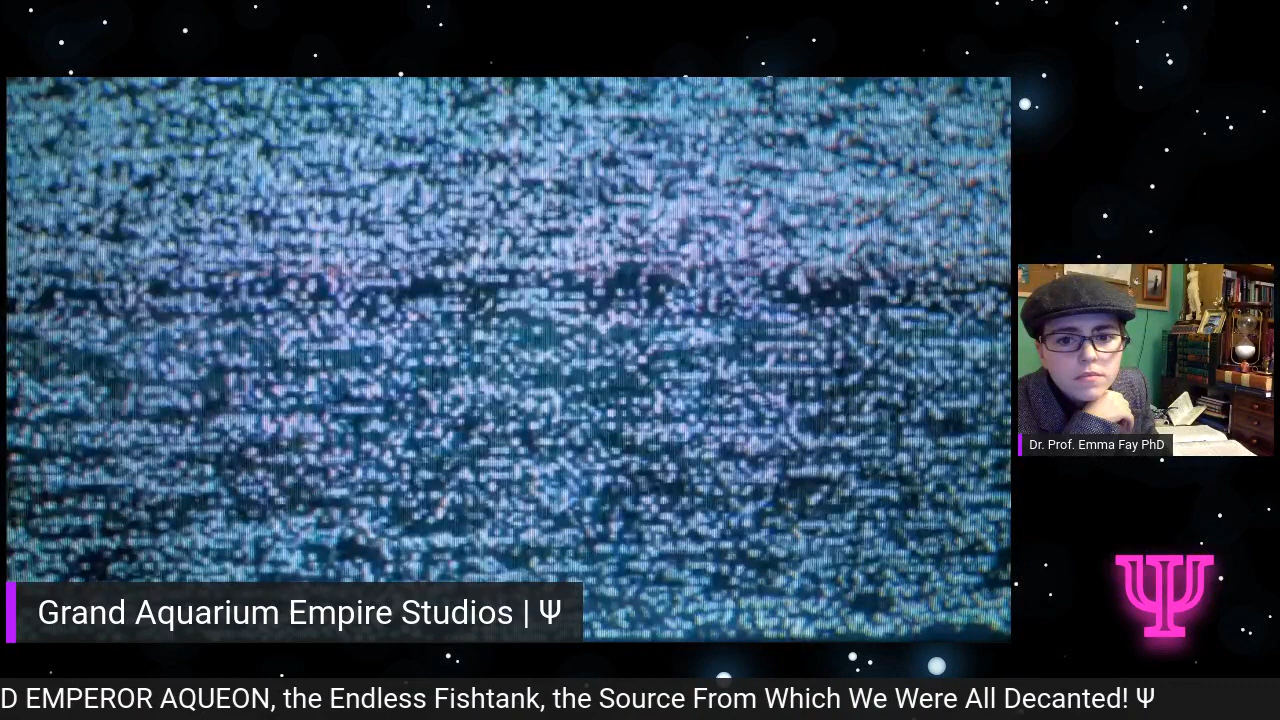 Dr. Prof. Emma Fay PhD
Grand Aquarium Empire Studios | Ψ
Ψ
D EMPEROR AQUEON, the Endless Fishtank, the Source From Which We Were All Decanted! Ψ